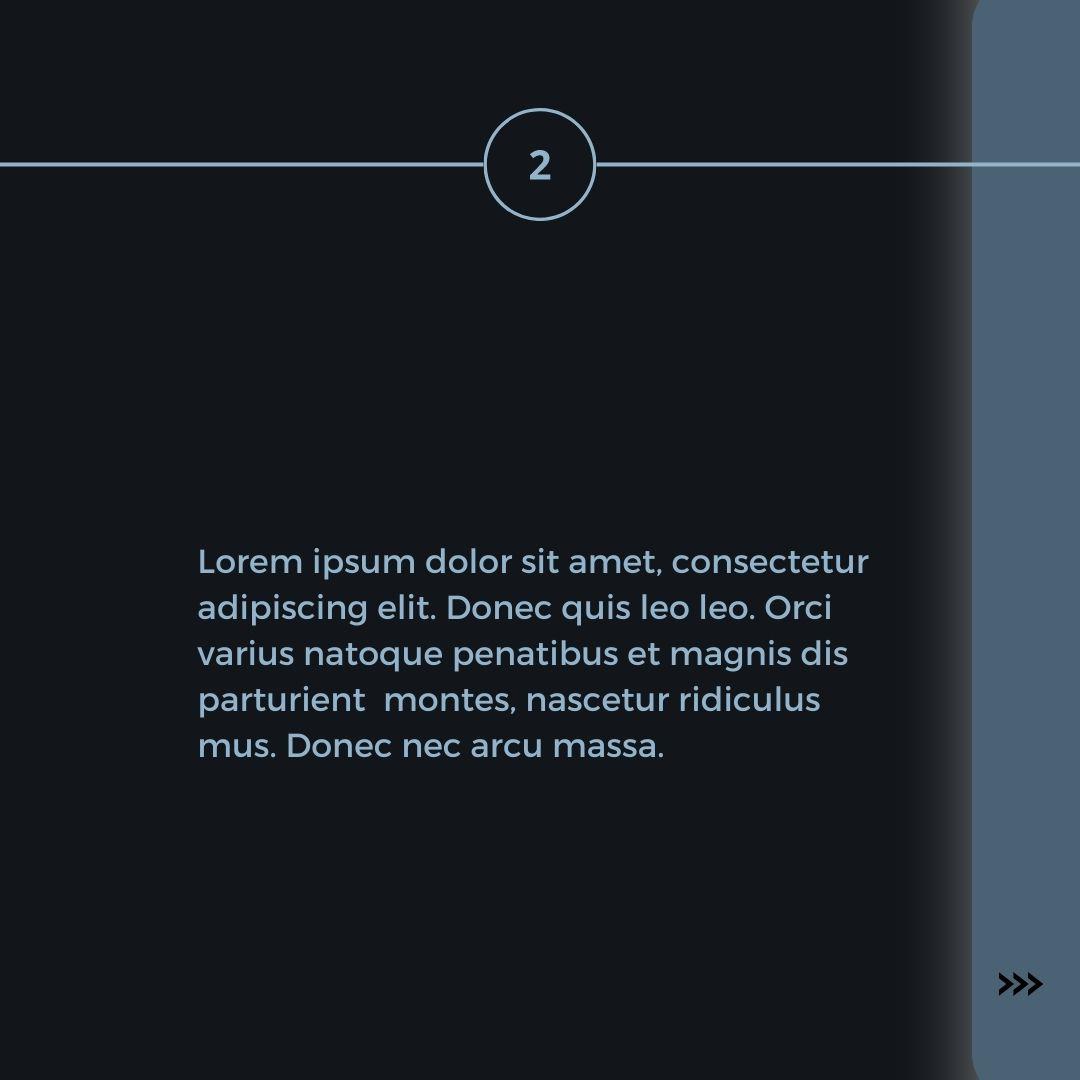 2
Lorem ipsum dolor sit amet, consectetur
adipiscing elit. Donec quis leo leo. Orci
varius natoque penatibus et magnis dis
parturient  montes, nascetur ridiculus
mus. Donec nec arcu massa.